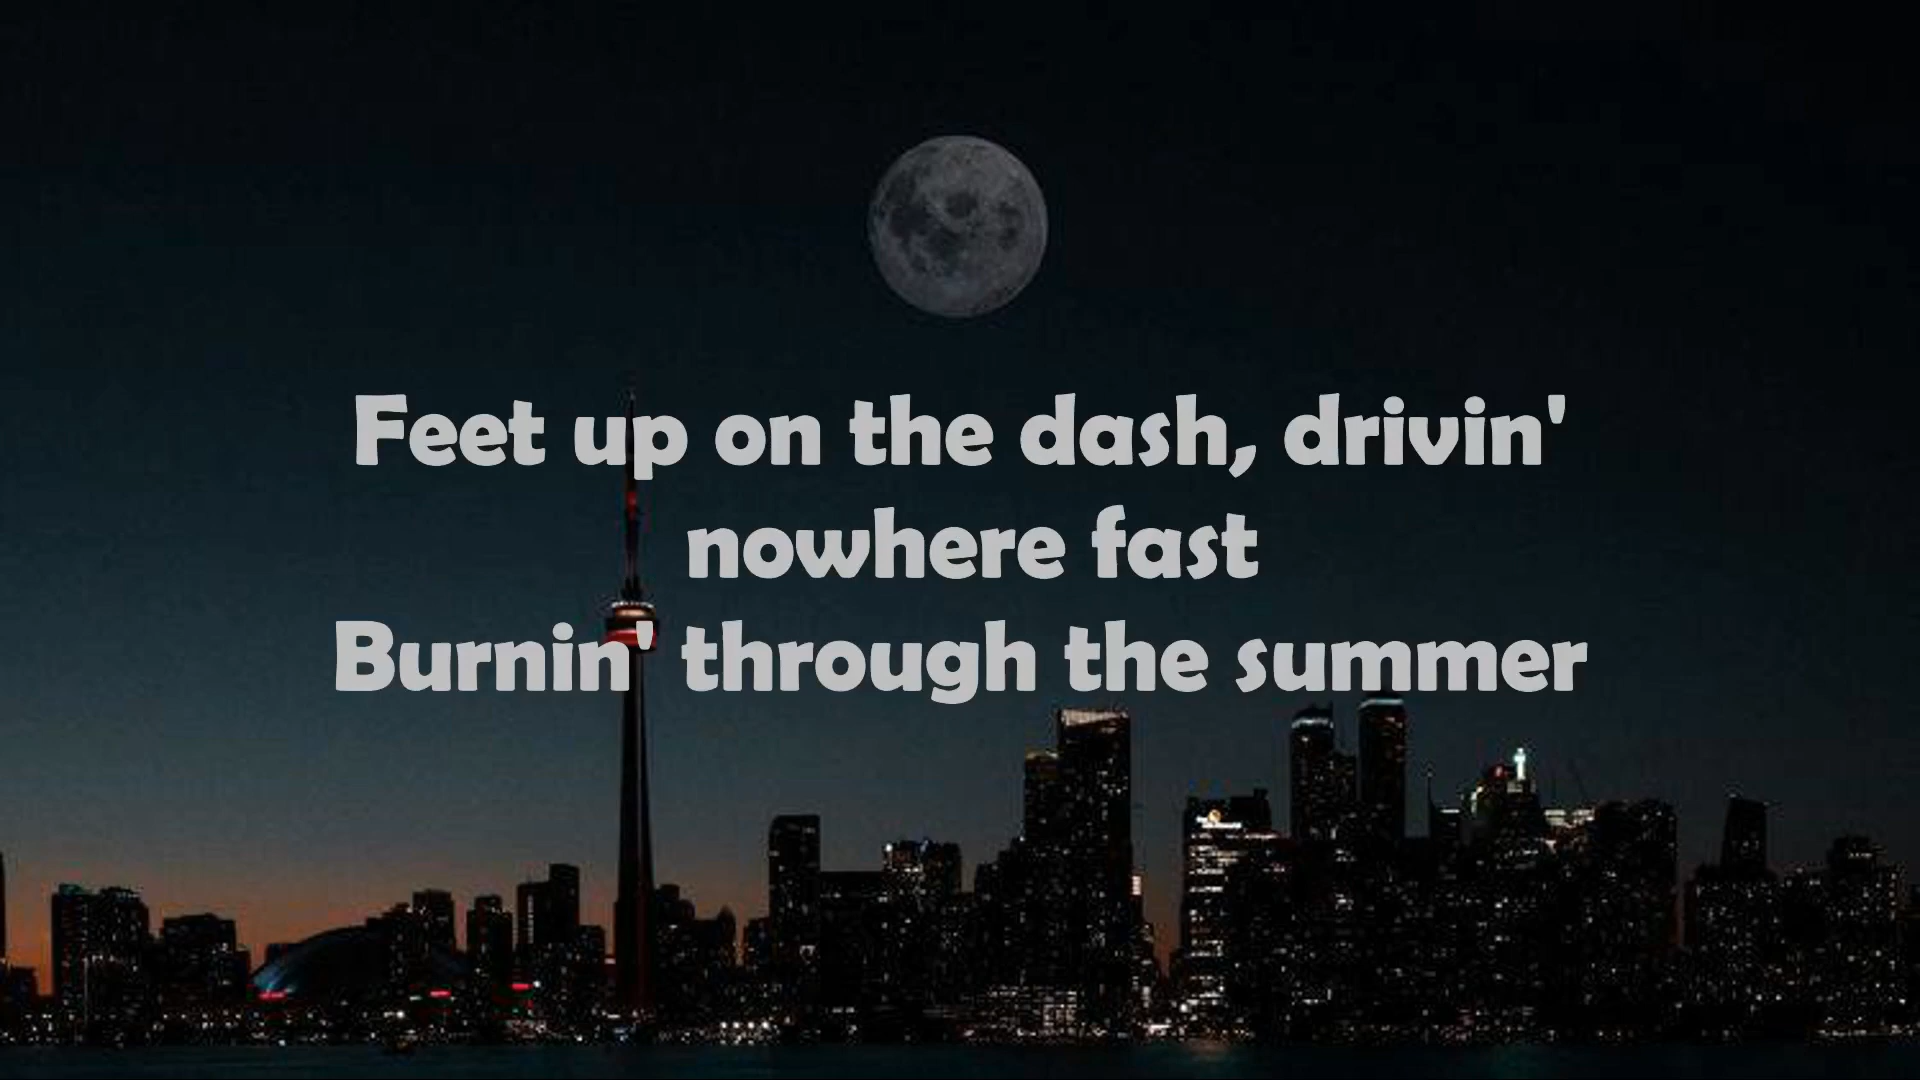 Feet up on the dash, drivin'
nowhere fast
Burnin' through the summer